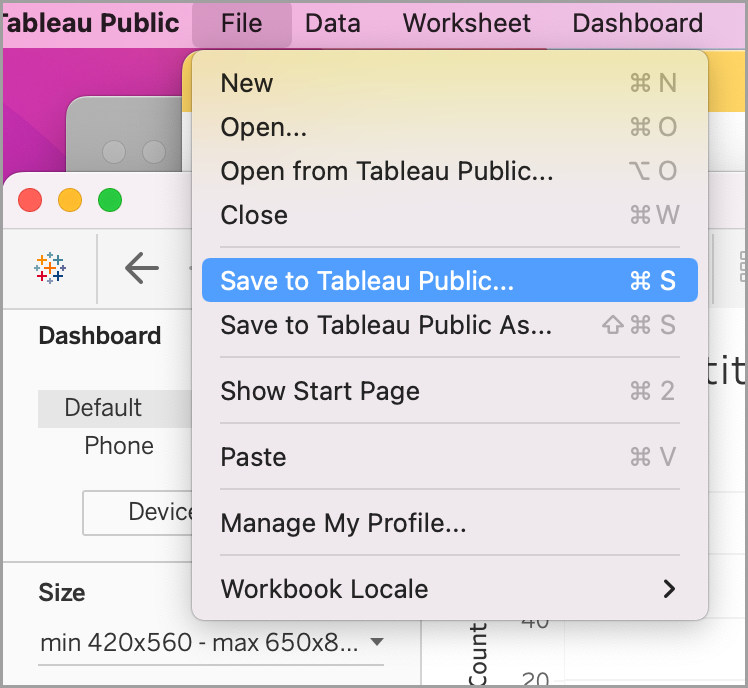 Tableau Public File Data Worksheet Dashboard
New ⌘ N
Open... ⌘ O
Open from Tableau Public... ⌥ O
Close ⌘ W
Save to Tableau Public... ⌘ S
Save to Tableau Public As... ⇧ ⌘ S
Dashboard
Show Start Page ⌘ 2
Default
Phone
Paste ⌘ V
Device
Manage My Profile...
Size
Workbook Locale
min 420x560 - max 650x8...
Count
40
20